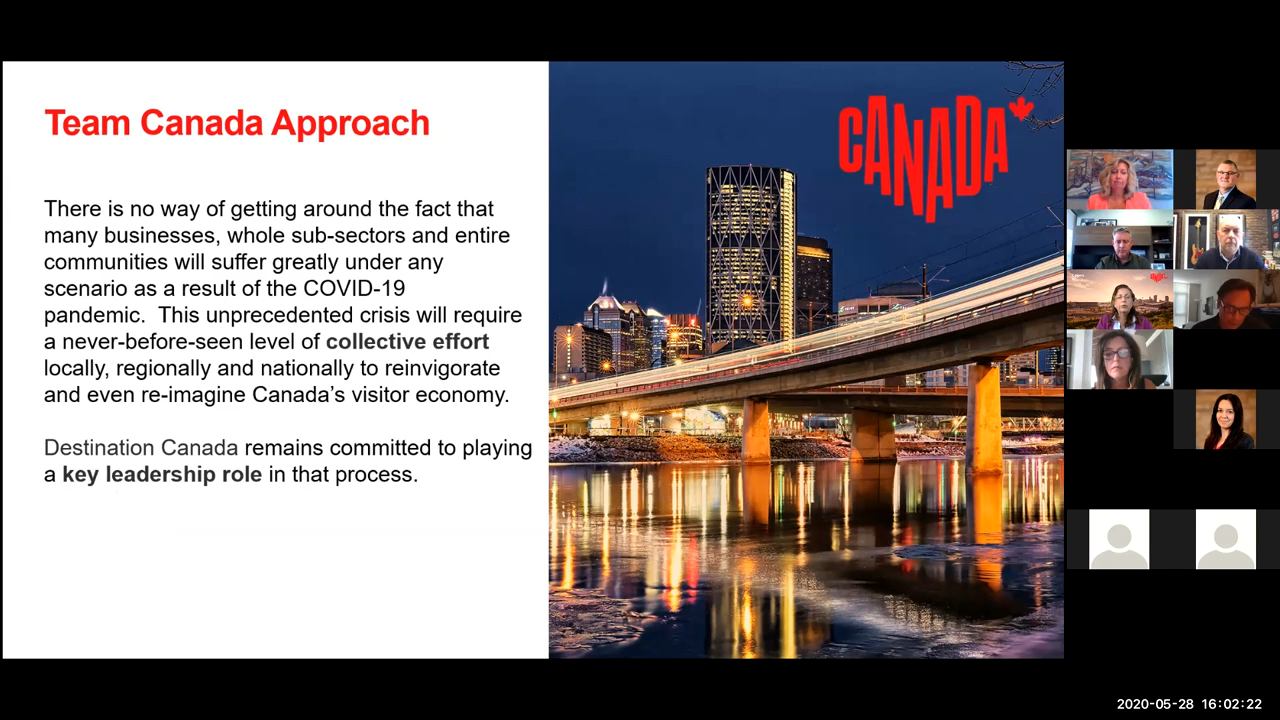 Team Canada Approach
There is no way of getting around the fact that
many businesses, whole sub-sectors and entire
communities will suffer greatly under any
scenario as a result of the COVID-19
pandemic.  This unprecedented crisis will require
a never-before-seen level of collective effort
locally, regionally and nationally to reinvigorate
and even re-imagine Canada’s visitor economy.
Destination Canada remains committed to playing
a key leadership role in that process.
CANADA
2020-05-28 16:02:22